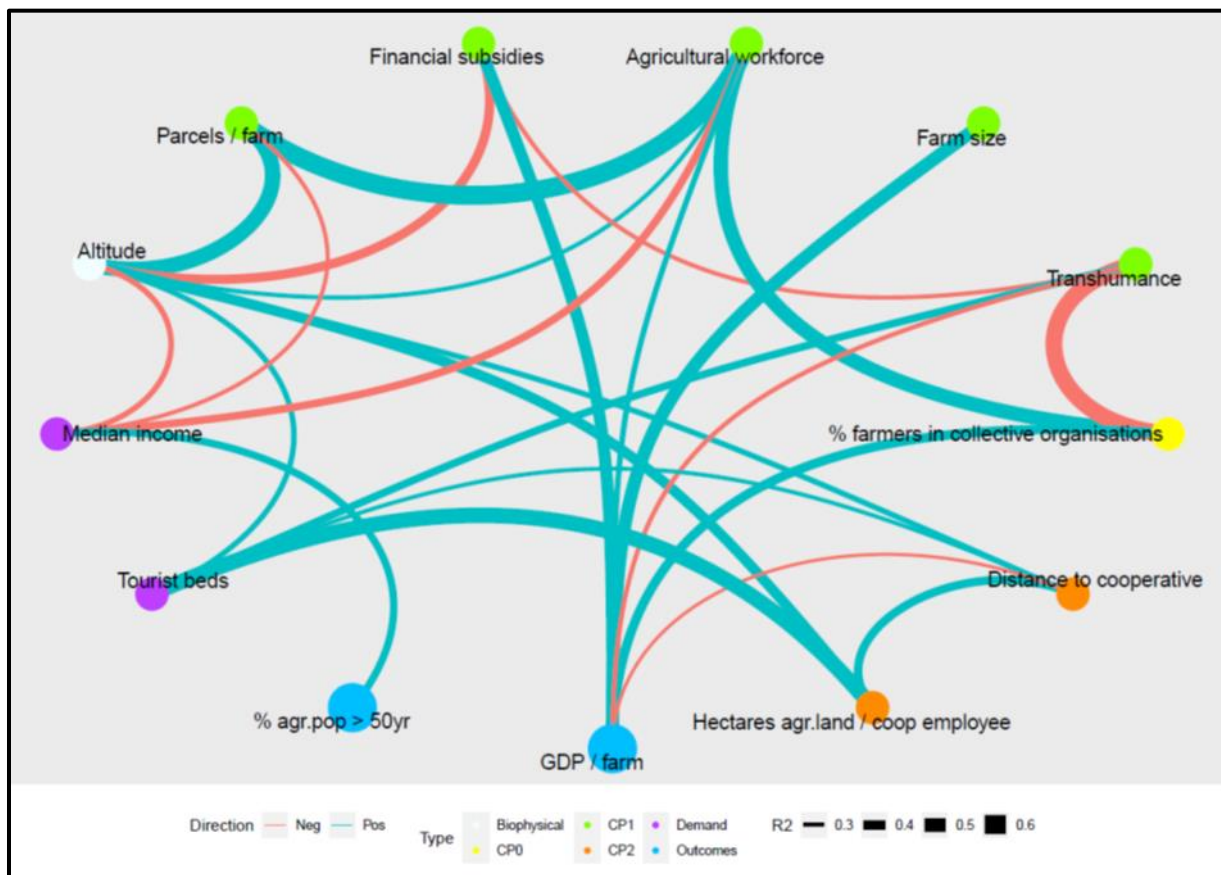 Financial subsidies
Agricultural workforce
Parcels / farm
Farm size
Altitude
Transhumance
Median income
% farmers in collective organisations
Tourist beds
Distance to cooperative
% agr.pop > 50yr
Hectares agr.land / coop employee
GDP / farm
Direction Neg Pos
Type
Biophysical CP1 Demand
CP0 CP2 Outcomes
R2 0.3 0.4 0.5 0.6